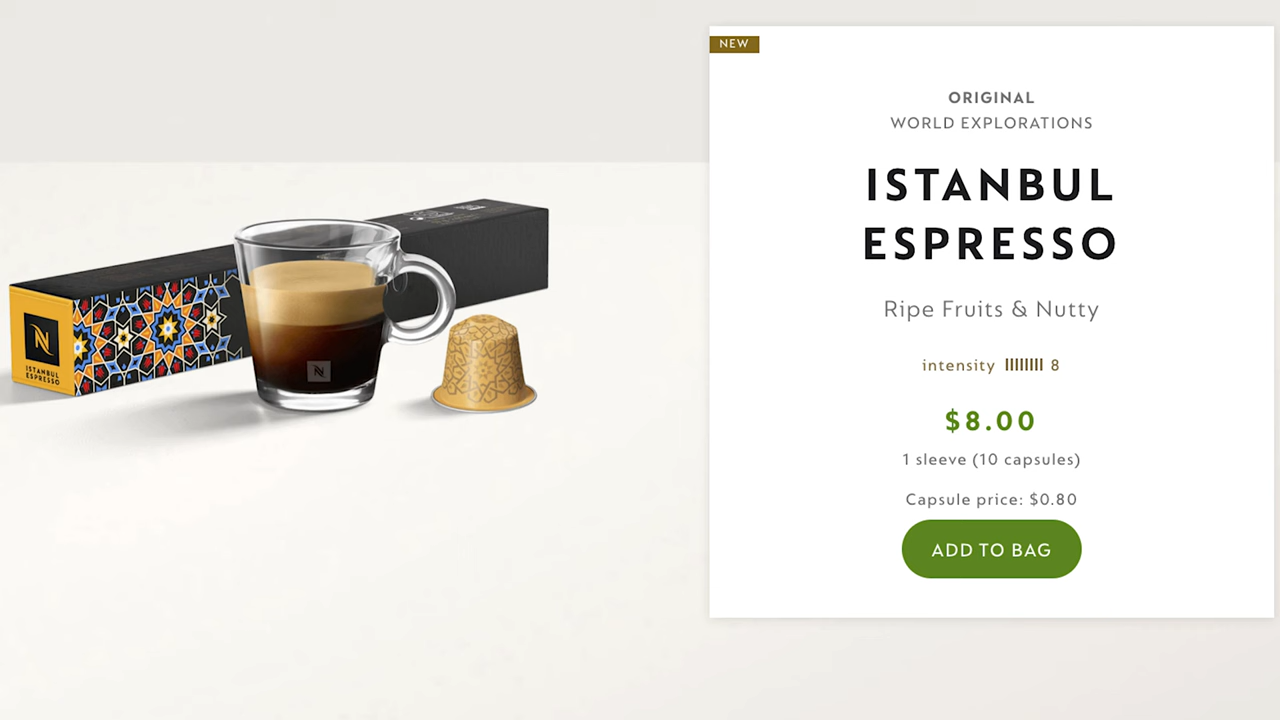 NEW
ORIGINAL
WORLD EXPLORATIONS
ISTANBUL
ESPRESSO
Ripe Fruits & Nutty
intensity 8
$8.00
1 sleeve (10 capsules)
Capsule price: $0.80
ADD TO BAG
N
ISTANBUL
ESPRESSO
N